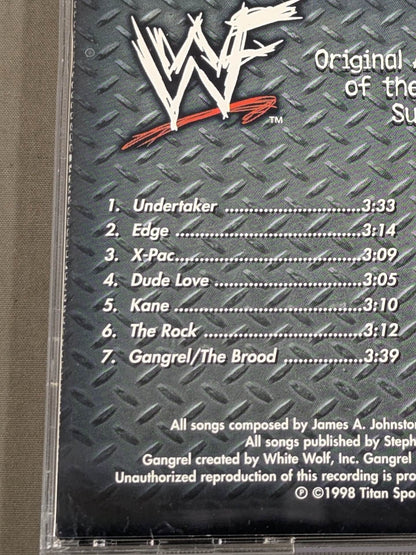 WF
™
Original
of the
Su
1. Undertaker ..................................3:33
2. Edge ............................................3:14
3. X-Pac............................................3:09
4. Dude Love ...................................3:05
5. Kane ............................................3:10
6. The Rock ......................................3:12
7. Gangrel/The Brood ..................3:39
All songs composed by James A. Johnston
All songs published by Steph
Gangrel created by White Wolf, Inc. Gangrel
Unauthorized reproduction of this recording is pro
℗ ©1998 Titan Spo